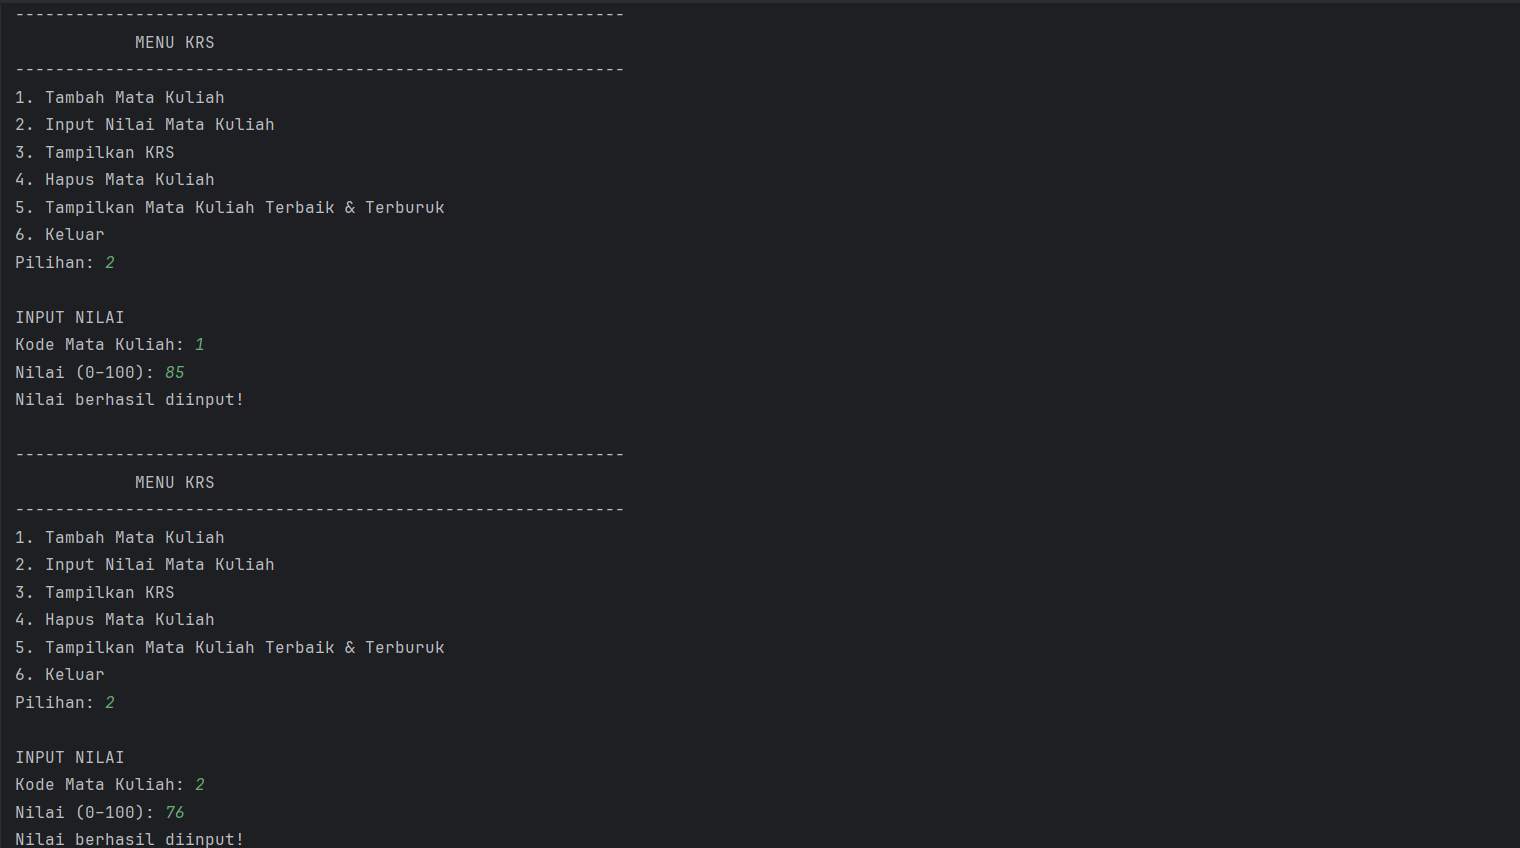 -------------------------------------------------------------
            MENU KRS
-------------------------------------------------------------
1. Tambah Mata Kuliah
2. Input Nilai Mata Kuliah
3. Tampilkan KRS
4. Hapus Mata Kuliah
5. Tampilkan Mata Kuliah Terbaik & Terburuk
6. Keluar
Pilihan: 2

INPUT NILAI
Kode Mata Kuliah: 1
Nilai (0-100): 85
Nilai berhasil diinput!

-------------------------------------------------------------
            MENU KRS
-------------------------------------------------------------
1. Tambah Mata Kuliah
2. Input Nilai Mata Kuliah
3. Tampilkan KRS
4. Hapus Mata Kuliah
5. Tampilkan Mata Kuliah Terbaik & Terburuk
6. Keluar
Pilihan: 2

INPUT NILAI
Kode Mata Kuliah: 2
Nilai (0-100): 76
Nilai berhasil diinput!